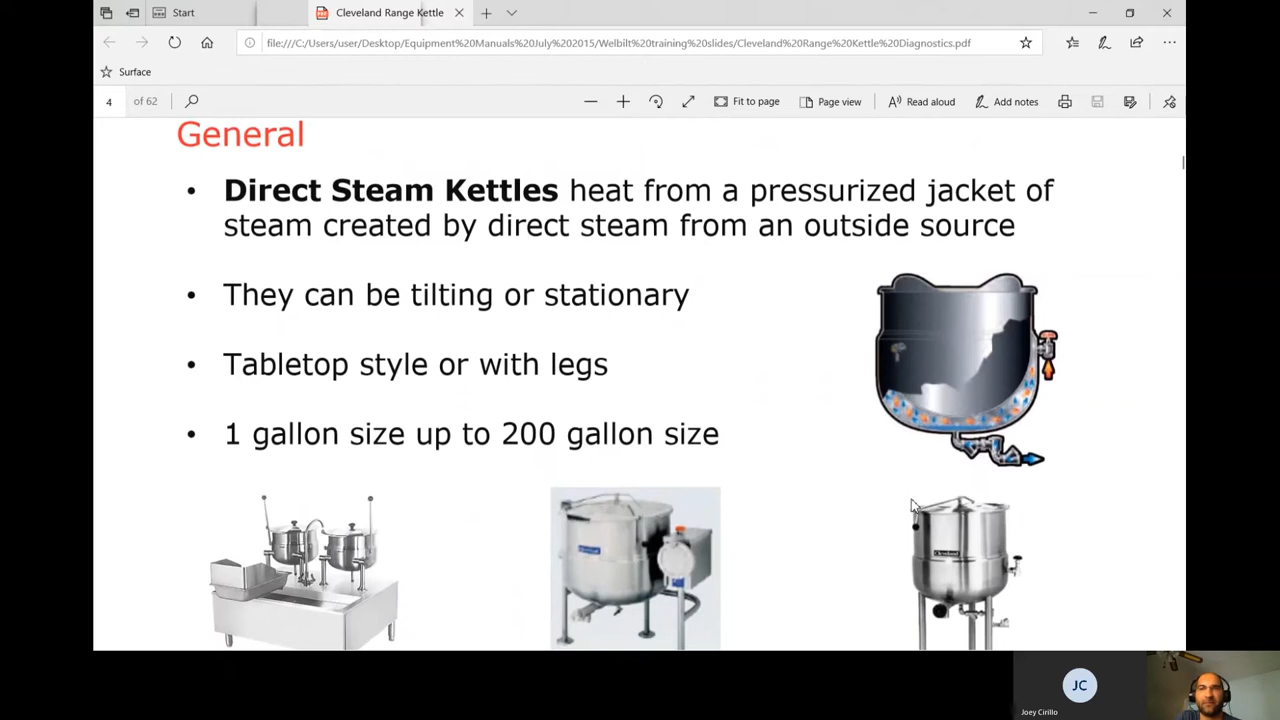 Start
Cleveland Range Kettle
file:///C:/Users/user/Desktop/Equipment%20Manuals%20July%202015/Welbilt%20training%20slides/Cleveland%20Range%20Kettle%20Diagnostics.pdf
Surface
4 of 62
Fit to page
Page view
Read aloud
Add notes
General
• Direct Steam Kettles heat from a pressurized jacket of
steam created by direct steam from an outside source
• They can be tilting or stationary
• Tabletop style or with legs
• 1 gallon size up to 200 gallon size
Cleveland
JC
Joey Cirillo